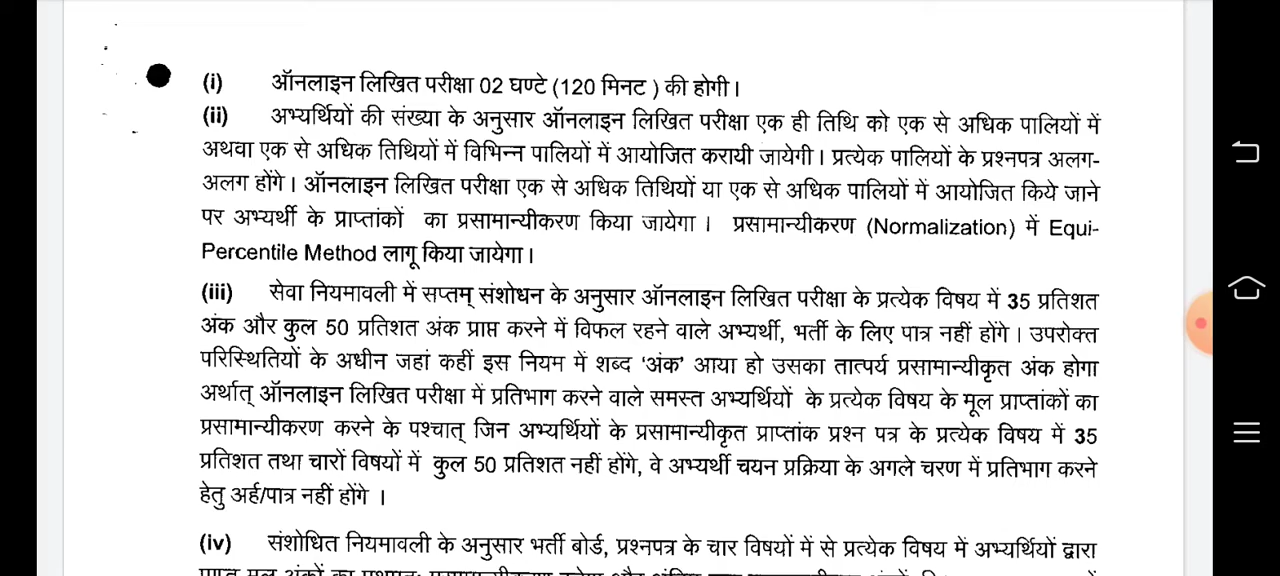 (i) ऑनलाइन लिखित परीक्षा 02 घण्टे (120 मिनट ) की होगी।
(ii) अभ्यर्थियों की संख्या के अनुसार ऑनलाइन लिखित परीक्षा एक ही तिथि को एक से अधिक पालियों में
अथवा एक से अधिक तिथियों में विभिन्न पालियों में आयोजित करायी जायेगी। प्रत्येक पालियों के प्रश्नपत्र अलग-
अलग होंगे। ऑनलाइन लिखित परीक्षा एक से अधिक तिथियों या एक से अधिक पालियों में आयोजित किये जाने
पर अभ्यर्थी के प्राप्तांकों का प्रसामान्यीकरण किया जायेगा । प्रसामान्यीकरण (Normalization) में Equi-
Percentile Method लागू किया जायेगा।
(iii) सेवा नियमावली में सप्तम् संशोधन के अनुसार ऑनलाइन लिखित परीक्षा के प्रत्येक विषय में 35 प्रतिशत
अंक और कुल 50 प्रतिशत अंक प्राप्त करने में विफल रहने वाले अभ्यर्थी, भर्ती के लिए पात्र नहीं होंगे। उपरोक्त
परिस्थितियों के अधीन जहां कहीं इस नियम में शब्द ‘अंक’ आया हो उसका तात्पर्य प्रसामान्यीकृत अंक होगा
अर्थात् ऑनलाइन लिखित परीक्षा में प्रतिभाग करने वाले समस्त अभ्यर्थियों के प्रत्येक विषय के मूल प्राप्तांकों का
प्रसामान्यीकरण करने के पश्चात् जिन अभ्यर्थियों के प्रसामान्यीकृत प्राप्तांक प्रश्न पत्र के प्रत्येक विषय में 35
प्रतिशत तथा चारों विषयों में कुल 50 प्रतिशत नहीं होंगे, वे अभ्यर्थी चयन प्रक्रिया के अगले चरण में प्रतिभाग करने
हेतु अर्ह/पात्र नहीं होंगे ।
(iv) संशोधित नियमावली के अनुसार भर्ती बोर्ड, प्रश्नपत्र के चार विषयों में से प्रत्येक विषय में अभ्यर्थियों द्वारा